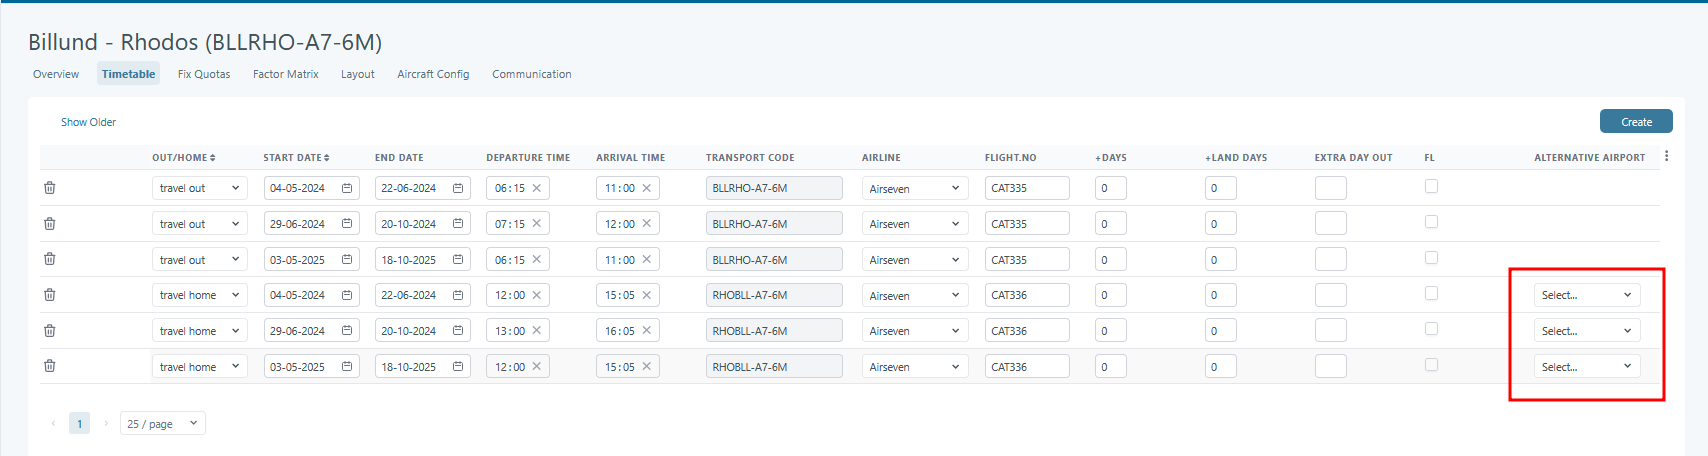 Billund - Rhodos (BLLRHO-A7-6M)
Overview Timetable Fix Quotas Factor Matrix Layout Aircraft Config Communication
Show Older Create
OUT/HOME START DATE END DATE DEPARTURE TIME ARRIVAL TIME TRANSPORT CODE AIRLINE FLIGHT.NO +DAYS +LAND DAYS EXTRA DAY OUT FL ALTERNATIVE AIRPORT
travel out 04-05-2024 22-06-2024 06:15 11:00 BLLRHO-A7-6M Airseven CAT335 0 0
travel out 29-06-2024 20-10-2024 07:15 12:00 BLLRHO-A7-6M Airseven CAT335 0 0
travel out 03-05-2025 18-10-2025 06:15 11:00 BLLRHO-A7-6M Airseven CAT335 0 0
travel home 04-05-2024 22-06-2024 12:00 15:05 RHOBLL-A7-6M Airseven CAT336 0 0 Select...
travel home 29-06-2024 20-10-2024 13:00 16:05 RHOBLL-A7-6M Airseven CAT336 0 0 Select...
travel home 03-05-2025 18-10-2025 12:00 15:05 RHOBLL-A7-6M Airseven CAT336 0 0 Select...
1 25 / page